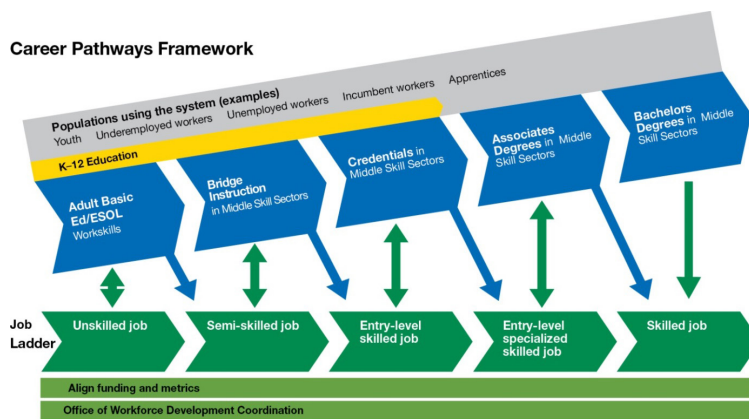 Career Pathways Framework
Populations using the system (examples)
Youth Underemployed workers Unemployed workers Incumbent workers Apprentices
K–12 Education
Adult Basic
Ed/ESOL
Workskills
Bridge
Instruction
in Middle Skill Sectors
Credentials in
Middle Skill Sectors
Associates
Degrees in Middle
Skill Sectors
Bachelors
Degrees in Middle
Skill Sectors
Job
Ladder
Unskilled job
Semi-skilled job
Entry-level
skilled job
Entry-level
specialized
skilled job
Skilled job
Align funding and metrics
Office of Workforce Development Coordination